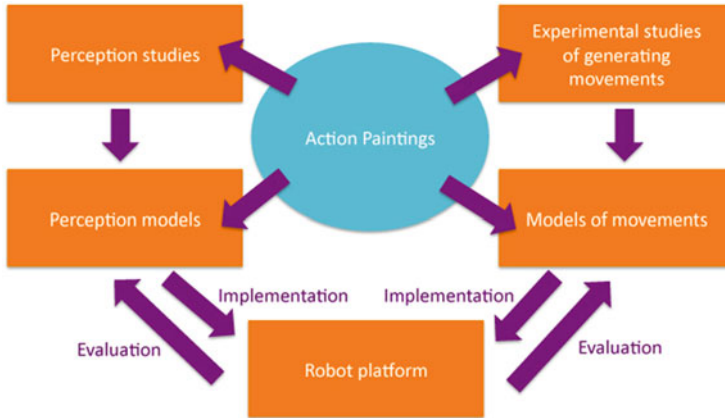 Perception studies
Experimental studies
of generating
movements
Action Paintings
Perception models
Models of movements
Implementation
Implementation
Evaluation
Robot platform
Evaluation